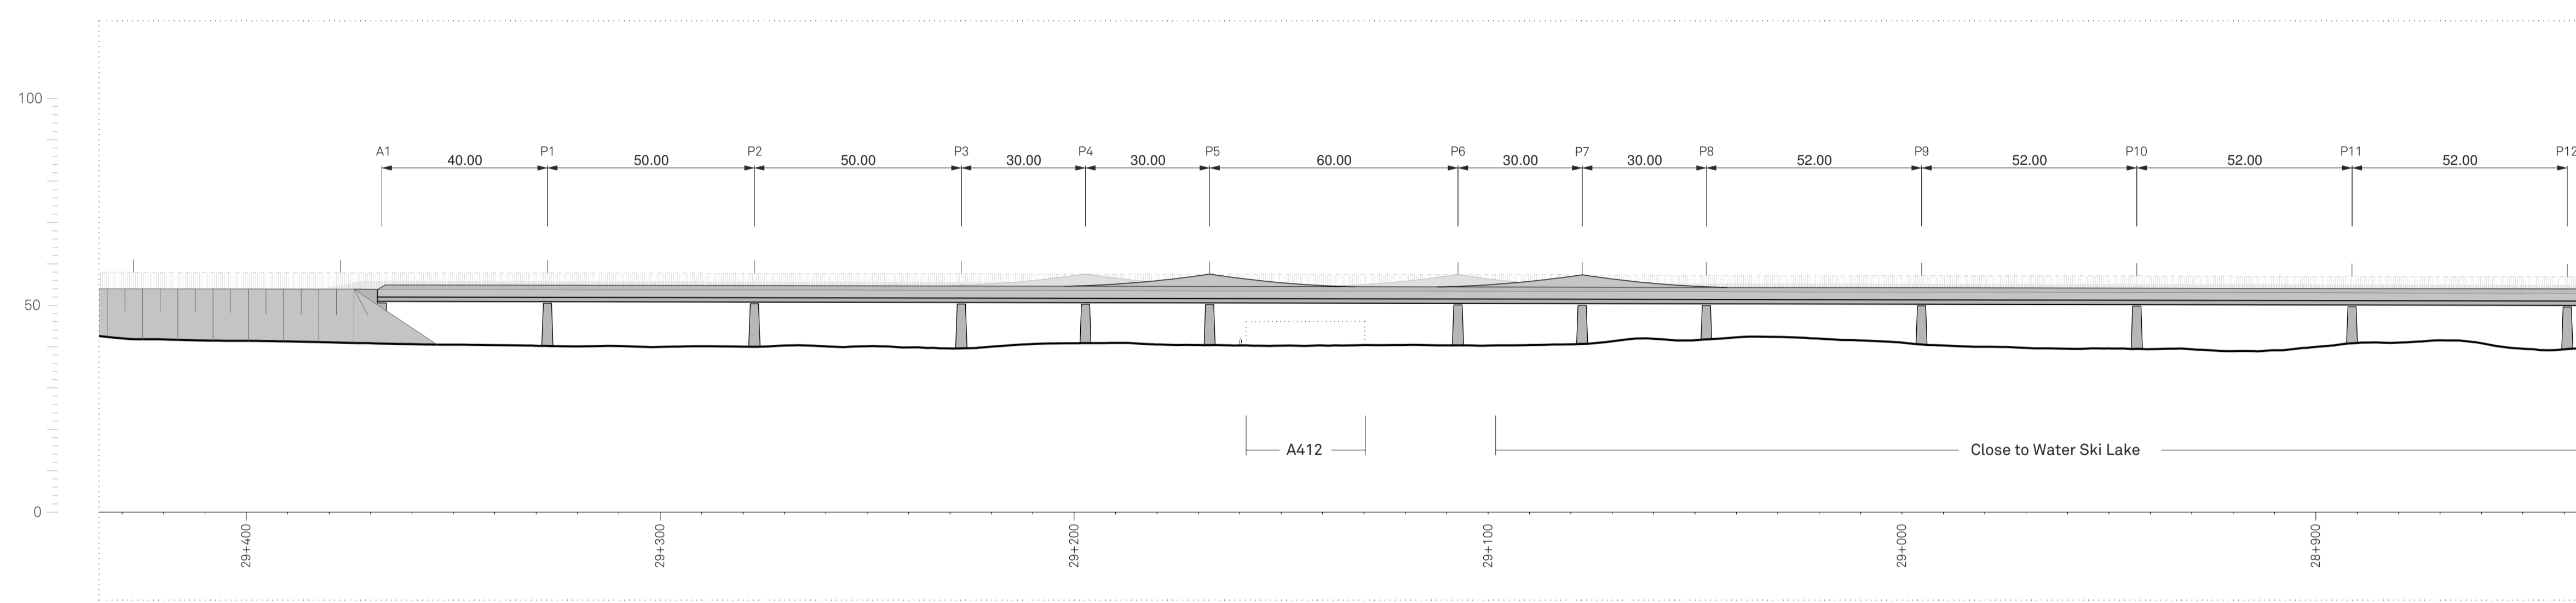 100
A1 P1 P2 P3 P4 P5 P6 P7 P8 P9 P10 P11 P12
40.00 50.00 50.00 30.00 30.00 60.00 30.00 30.00 52.00 52.00 52.00 52.00
50
A412 Close to Water Ski Lake
0
29+400 29+300 29+200 29+100 29+000 28+900